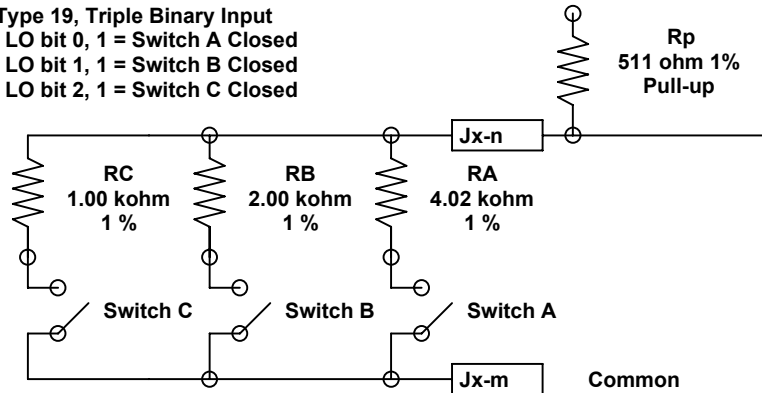 Type 19, Triple Binary Input
LO bit 0, 1 = Switch A Closed
LO bit 1, 1 = Switch B Closed
LO bit 2, 1 = Switch C Closed
Rp
511 ohm 1%
Pull-up
Jx-n
RC
1.00 kohm
1 %
RB
2.00 kohm
1 %
RA
4.02 kohm
1 %
Switch C
Switch B
Switch A
Jx-m
Common